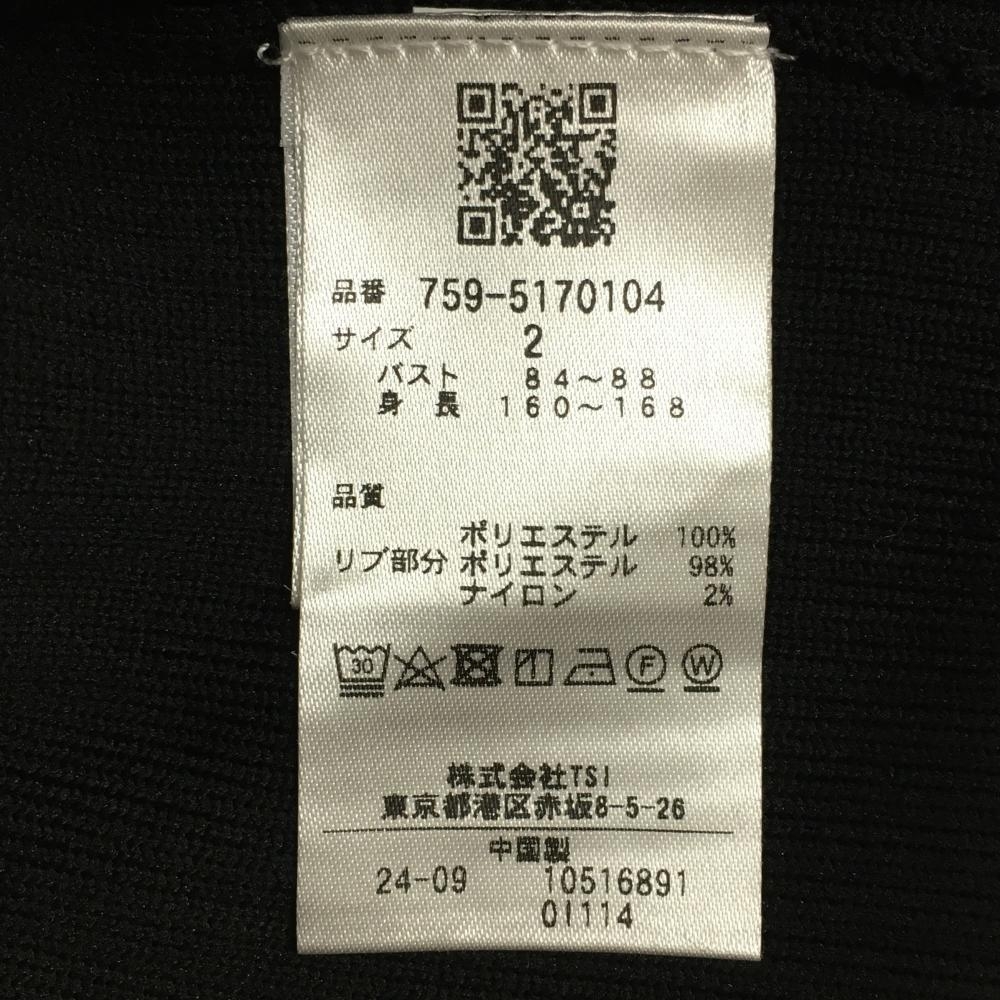 品番 759-5170104
サイズ 2
バスト 84〜88
身長 160〜168
品質
ポリエステル 100%
リブ部分 ポリエステル 98%
ナイロン 2%
30 F W
株式会社TSI
東京都港区赤坂8-5-26
中国製
24-09 10516891
01114